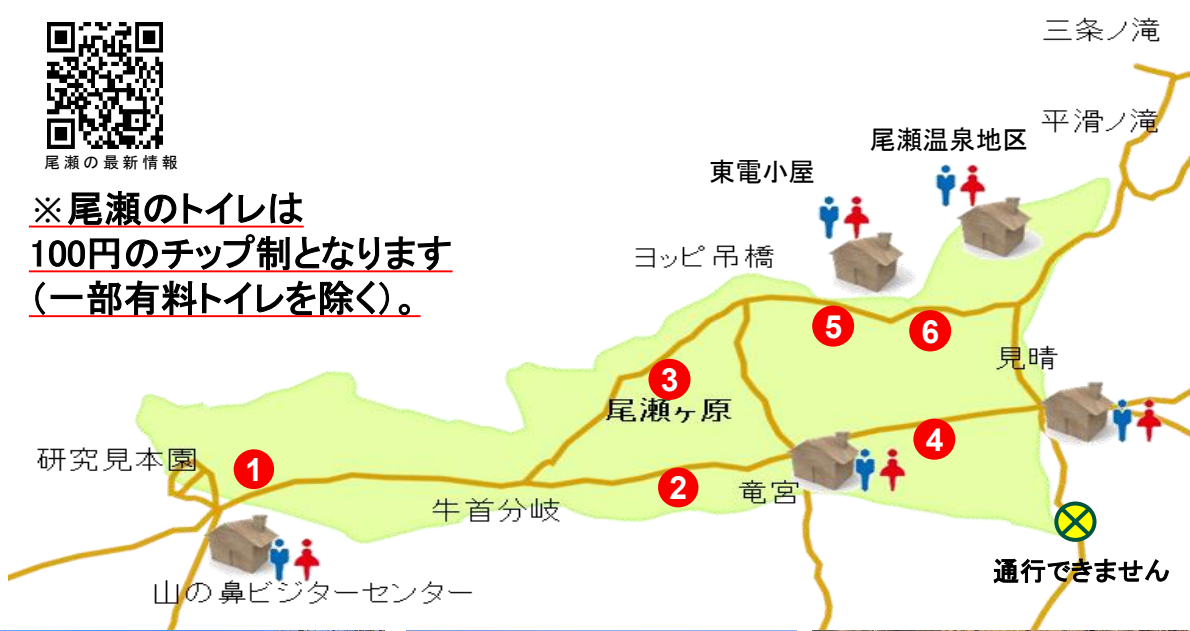 三条ノ滝
平滑ノ滝
尾瀬温泉地区
東電小屋
尾瀬の最新情報
※尾瀬のトイレは
100円のチップ制となります
（一部有料トイレを除く）。
ヨッピ吊橋
5
6
見晴
3
尾瀬ヶ原
4
研究見本園
1
2
竜宮
牛首分岐
通行できません
山の鼻ビジターセンター